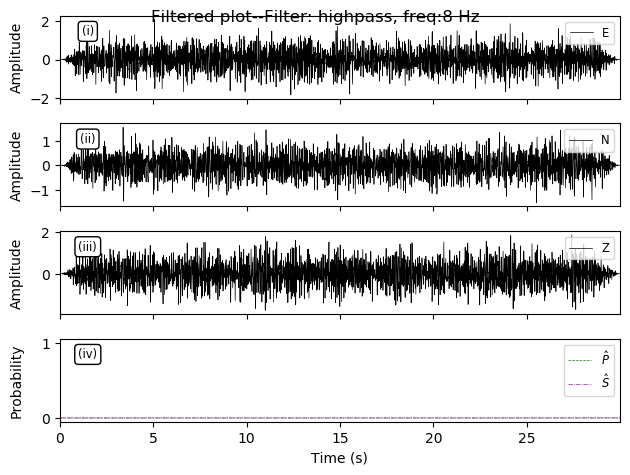 Filtered plot--Filter: highpass, freq:8 Hz
(i)
E
Amplitude
2
0
−2
(ii)
N
Amplitude
1
0
−1
(iii)
Z
Amplitude
2
0
(iv)
P̂
Ŝ
Probability
1
0
0 5 10 15 20 25
Time (s)